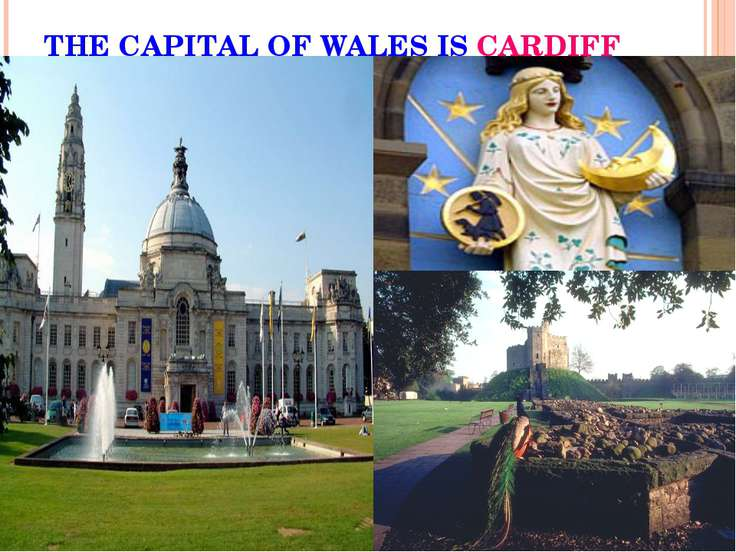 THE CAPITAL OF WALES IS CARDIFF